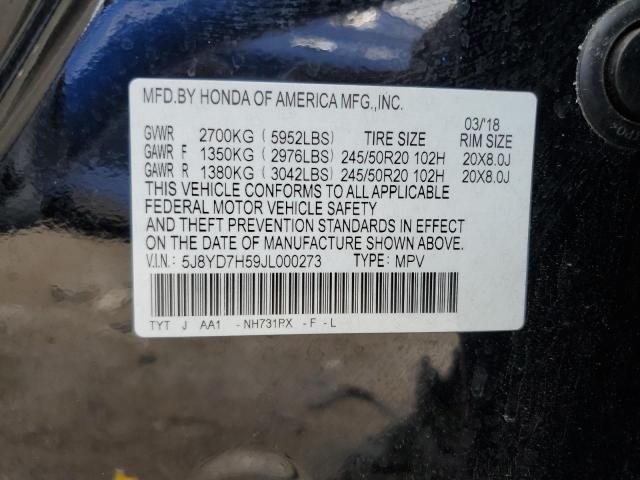 MFD.BY HONDA OF AMERICA MFG.,INC.
03/'18
GVWR 2700KG (5952LBS) TIRE SIZE RIM SIZE
GAWR F 1350KG (2976LBS) 245/50R20 102H 20X8.0J
GAWR R 1380KG (3042LBS) 245/50R20 102H 20X8.0J
THIS VEHICLE CONFORMS TO ALL APPLICABLE
FEDERAL MOTOR VEHICLE SAFETY
AND THEFT PREVENTION STANDARDS IN EFFECT
ON THE DATE OF MANUFACTURE SHOWN ABOVE.
V.I.N.: 5J8YD7H59JL000273 TYPE: MPV
TYT J AA1 -NH731PX -F-L